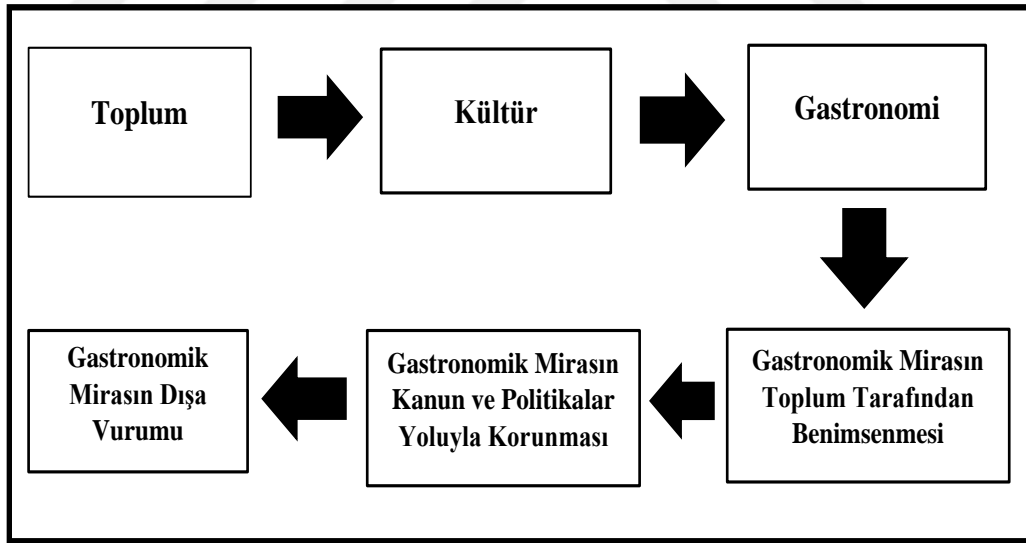 Toplum
Kültür
Gastronomi
Gastronomik Mirasın
Toplum Tarafından
Benimsenmesi
Gastronomik Mirasın
Kanun ve Politikalar
Yoluyla Korunması
Gastronomik
Mirasın Dışa
Vurumu